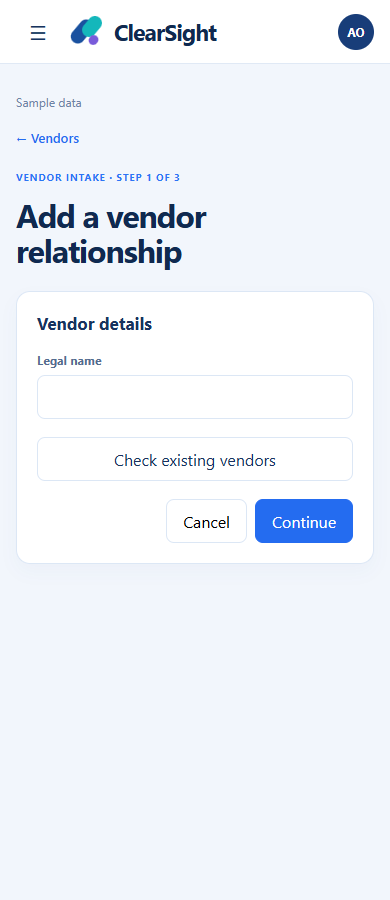 ClearSight
AO
Sample data
← Vendors
VENDOR INTAKE · STEP 1 OF 3
Add a vendor
relationship
Vendor details
Legal name
Check existing vendors
Cancel
Continue